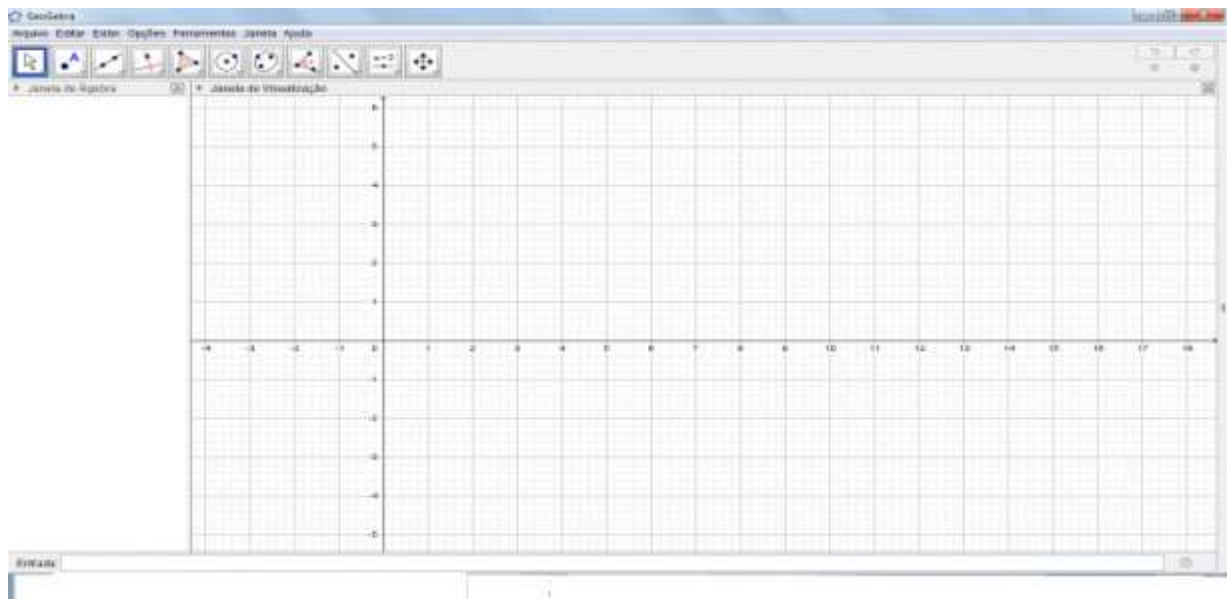 GeoGebra
Arquivo Editar Exibir Opções Ferramentas Janela Ajuda
A
Janela de Álgebra
Janela de Visualização
6
5
4
3
2
1
-4 -3 -2 -1 0 1 2 3 4 5 6 7 8 9 10 11 12 13 14 15 16 17 18
-1
-2
-3
-4
-5
Entrada: